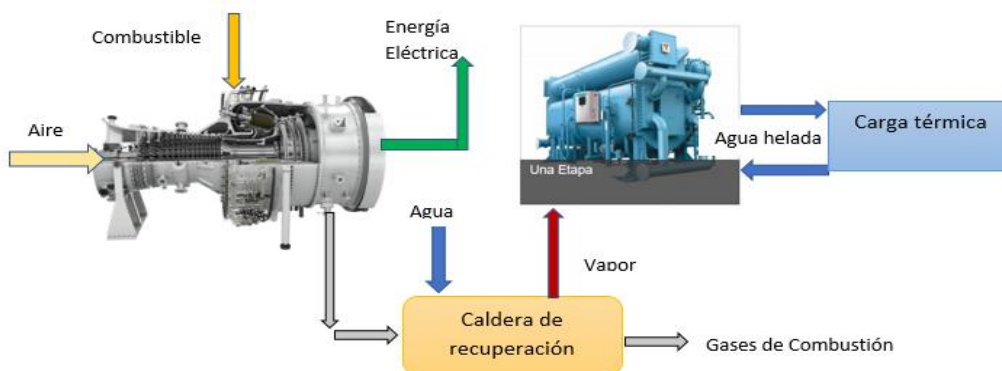 Combustible
Energía
Eléctrica
Aire
Una Etapa
Agua helada
Carga térmica
Agua
Vapor
Caldera de
recuperación
Gases de Combustión